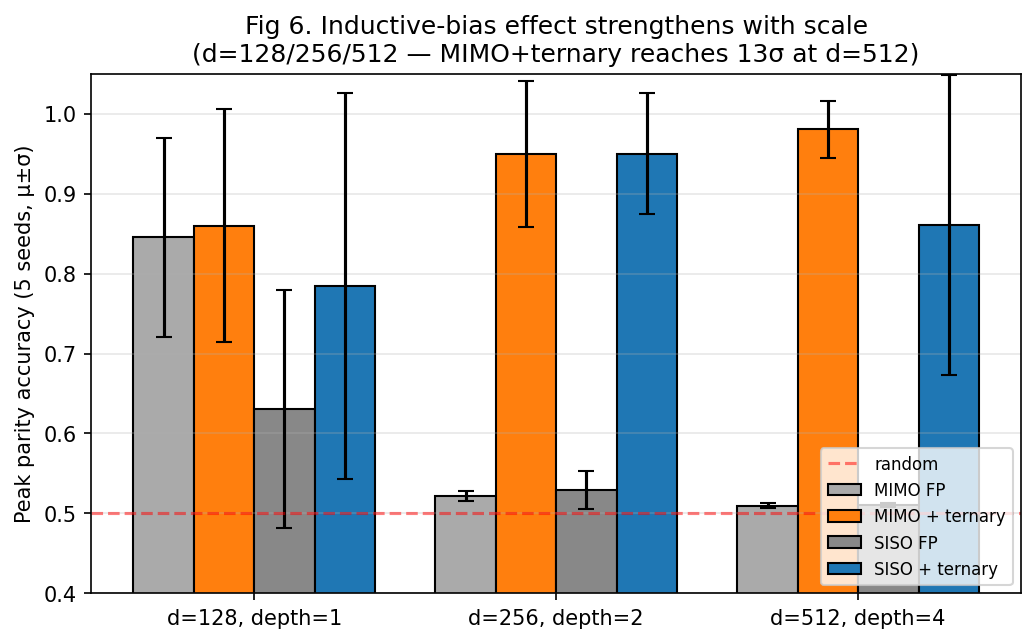 Fig 6. Inductive-bias effect strengthens with scale
(d=128/256/512 — MIMO+ternary reaches 13σ at d=512)
Peak parity accuracy (5 seeds, μ±σ)
1.0
0.9
0.8
0.7
0.6
0.5
0.4
random
MIMO FP
MIMO + ternary
SISO FP
SISO + ternary
d=128, depth=1
d=256, depth=2
d=512, depth=4